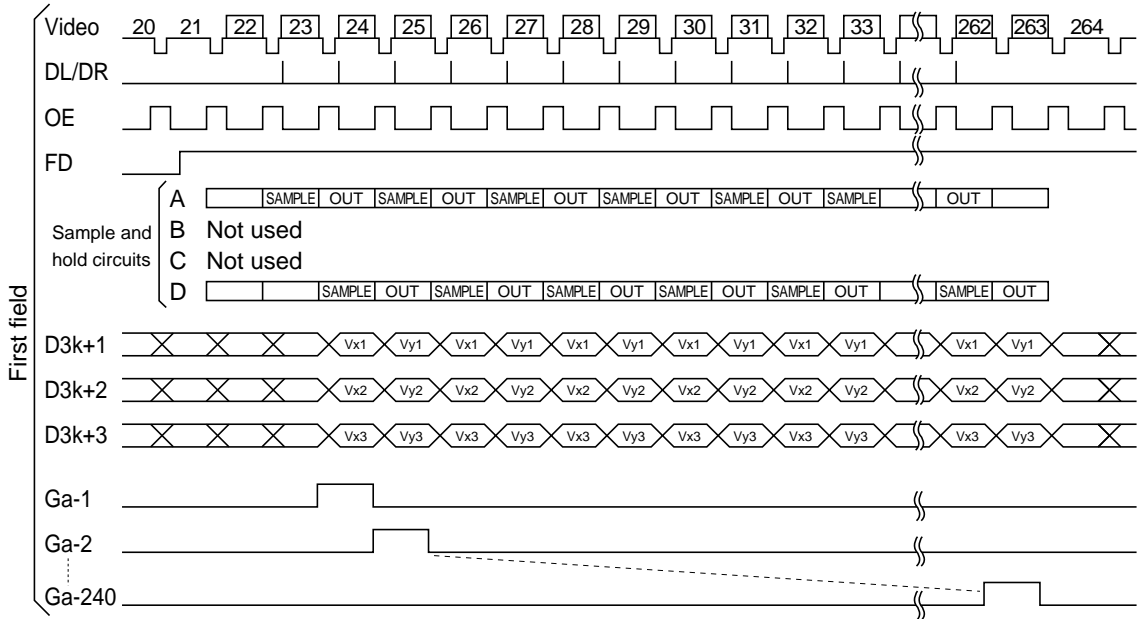 First field
Video 20 21 22 23 24 25 26 27 28 29 30 31 32 33 262 263 264
DL/DR
OE
FD
Sample and
hold circuits
A SAMPLE OUT SAMPLE OUT SAMPLE OUT SAMPLE OUT SAMPLE OUT SAMPLE OUT
B Not used
C Not used
D SAMPLE OUT SAMPLE OUT SAMPLE OUT SAMPLE OUT SAMPLE OUT SAMPLE OUT
D3k+1 Vx1 Vy1 Vx1 Vy1 Vx1 Vy1 Vx1 Vy1 Vx1 Vy1 Vx1 Vy1
D3k+2 Vx2 Vy2 Vx2 Vy2 Vx2 Vy2 Vx2 Vy2 Vx2 Vy2 Vx2 Vy2
D3k+3 Vx3 Vy3 Vx3 Vy3 Vx3 Vy3 Vx3 Vy3 Vx3 Vy3 Vx3 Vy3
Ga-1
Ga-2
Ga-240